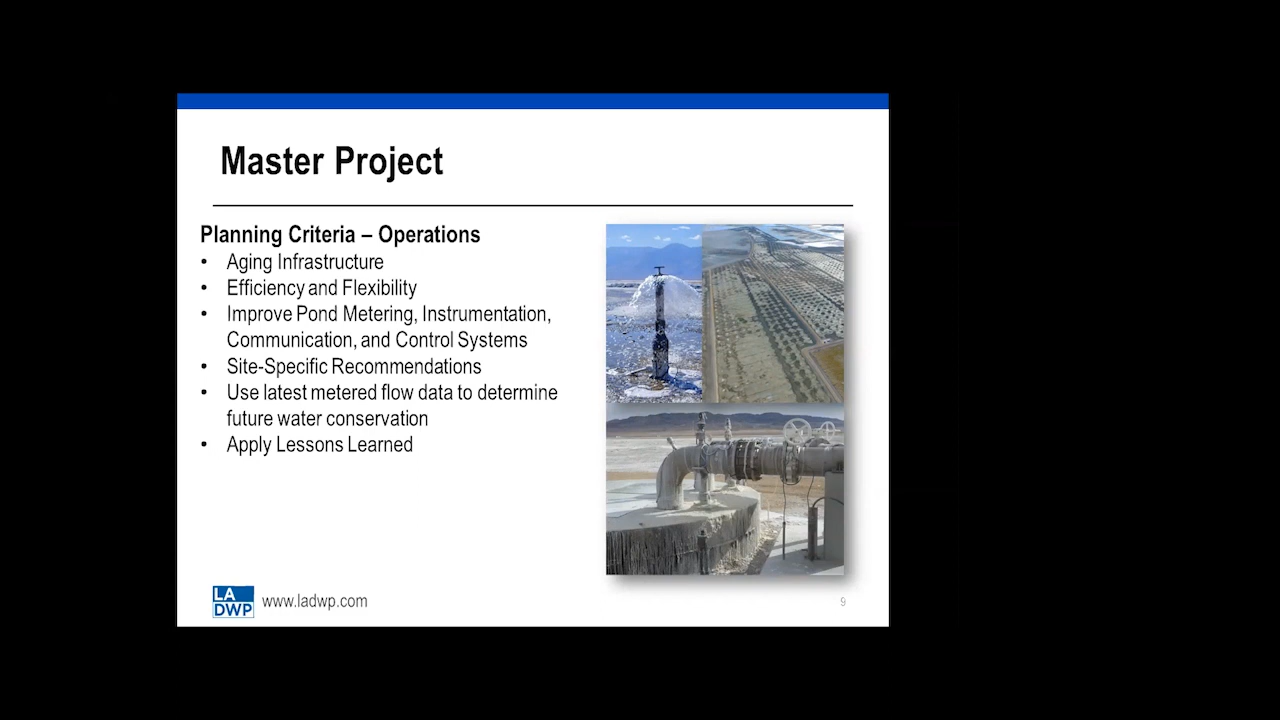 Master Project
Planning Criteria – Operations
• Aging Infrastructure
• Efficiency and Flexibility
• Improve Pond Metering, Instrumentation,
Communication, and Control Systems
• Site-Specific Recommendations
• Use latest metered flow data to determine
future water conservation
• Apply Lessons Learned
LA
DWP
www.ladwp.com
9